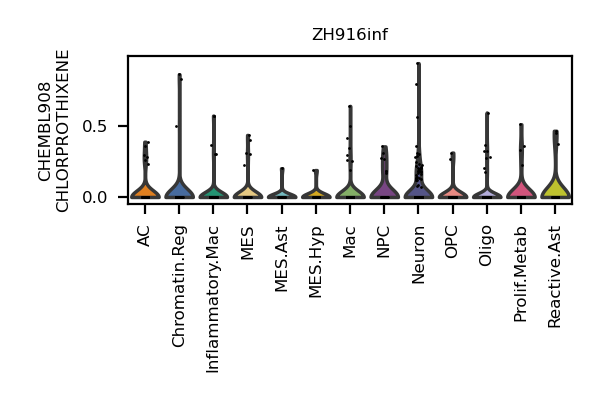 ZH916inf
CHEMBL908
CHLORPROTHIXENE
0.5
0.0
AC
Chromatin.Reg
Inflammatory.Mac
MES
MES.Ast
MES.Hyp
Mac
NPC
Neuron
OPC
Oligo
Prolif.Metab
Reactive.Ast